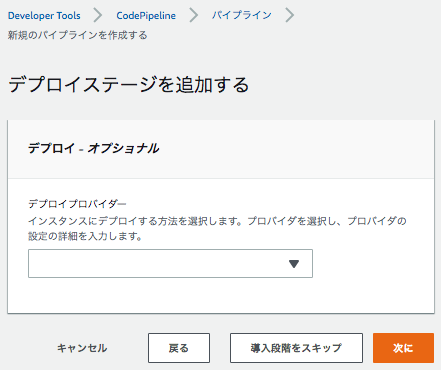 Developer Tools > CodePipeline > パイプライン >
新規のパイプラインを作成する
デプロイステージを追加する
デプロイ - オプショナル
デプロイプロバイダー
インスタンスにデプロイする方法を選択します。プロバイダを選択し、プロバイダの
設定の詳細を入力します。
キャンセル 戻る 導入段階をスキップ 次に